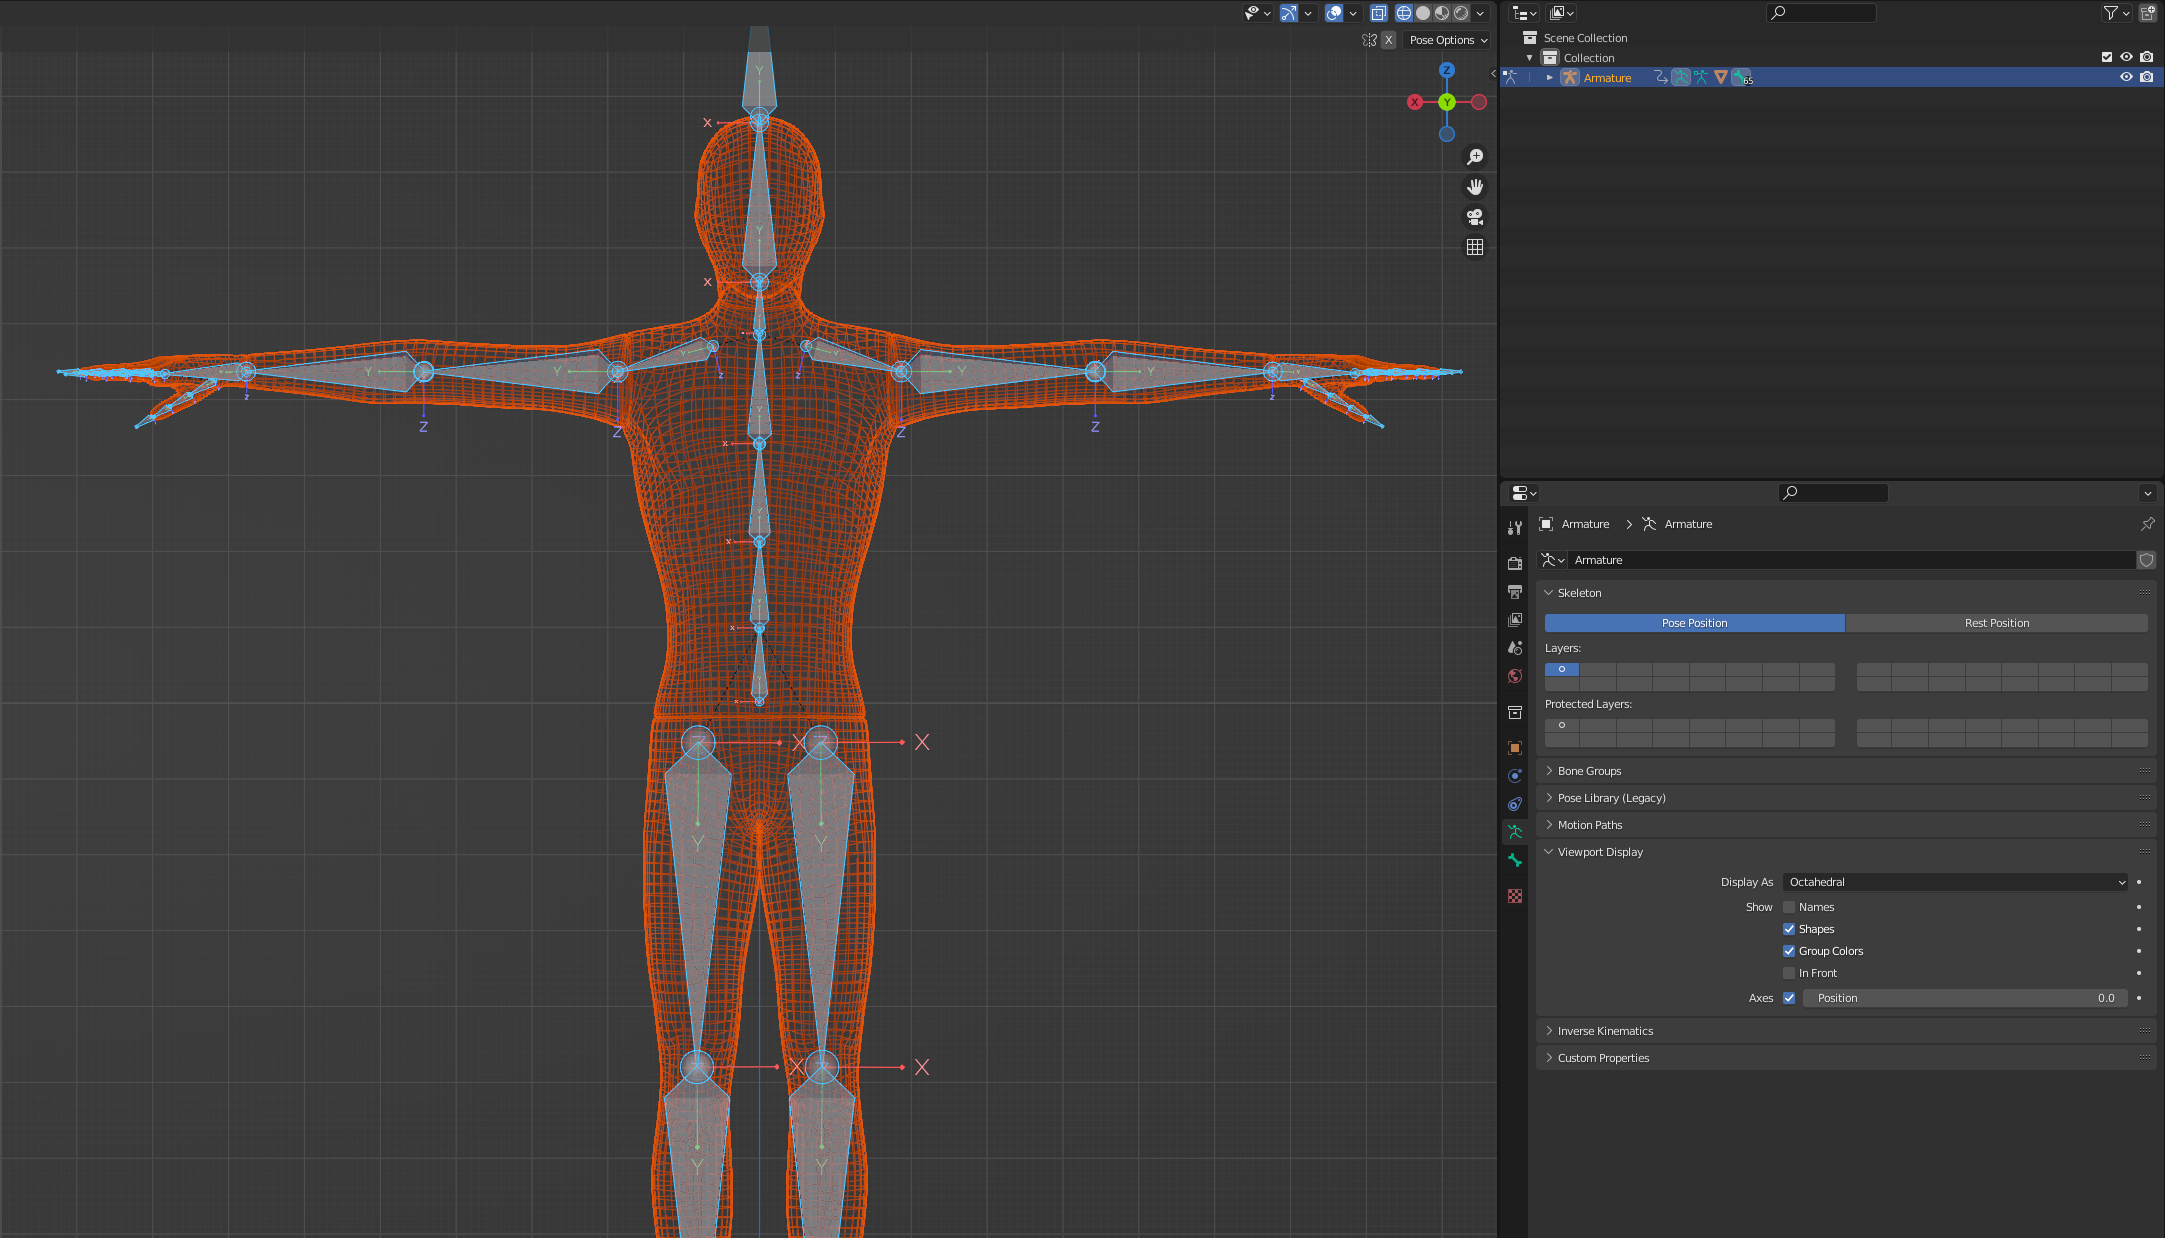 X Pose Options
Z
X Y
Y
X
Y
X
Y Y Y Y Y Y
Z Z Z Z
Z Z Z Z
Y
X
Y
X
Y
X
Y
X
Z X Z X
Y Y
X X
Y Y
Scene Collection
Collection
Armature 65
Armature > Armature
Armature
Skeleton
Pose Position Rest Position
Layers:
Protected Layers:
Bone Groups
Pose Library (Legacy)
Motion Paths
Viewport Display
Display As Octahedral
Show Names
Shapes
Group Colors
In Front
Axes Position 0.0
Inverse Kinematics
Custom Properties